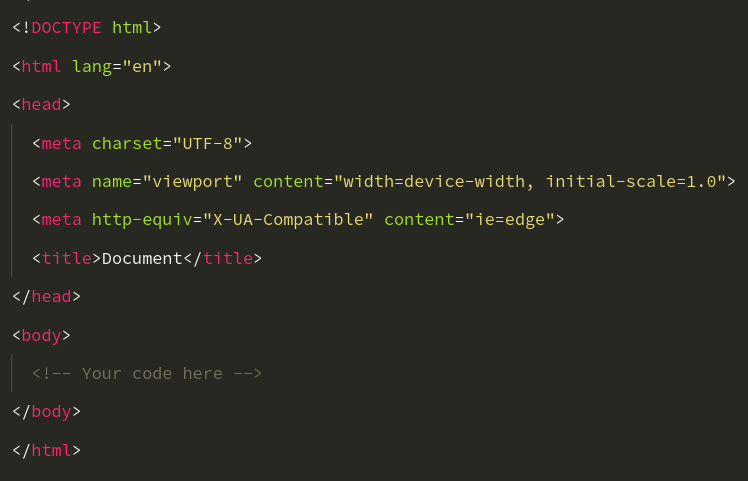 <!DOCTYPE html>
<html lang="en">
<head>
<meta charset="UTF-8">
<meta name="viewport" content="width=device-width, initial-scale=1.0">
<meta http-equiv="X-UA-Compatible" content="ie=edge">
<title>Document</title>
</head>
<body>
<!-- Your code here -->
</body>
</html>